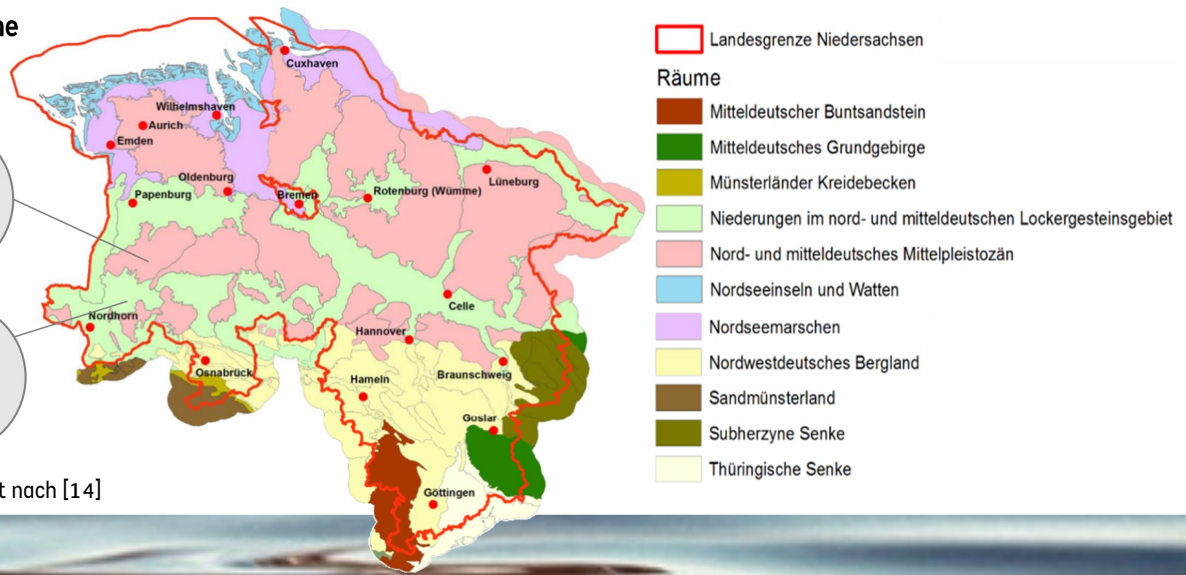 ne
Cuxhaven
Wilhelmshaven
Aurich
Emden
Oldenburg
Bremen
Rotenburg (Wümme)
Lüneburg
Papenburg
Celle
Nordhorn
Hannover
Osnabrück
Hameln
Braunschweig
Goslar
Göttingen
t nach [14]
Landesgrenze Niedersachsen
Räume
Mitteldeutscher Buntsandstein
Mitteldeutsches Grundgebirge
Münsterländer Kreidebecken
Niederungen im nord- und mitteldeutschen Lockergesteinsgebiet
Nord- und mitteldeutsches Mittelpleistozän
Nordseeinseln und Watten
Nordseemarschen
Nordwestdeutsches Bergland
Sandmünsterland
Subherzyne Senke
Thüringische Senke